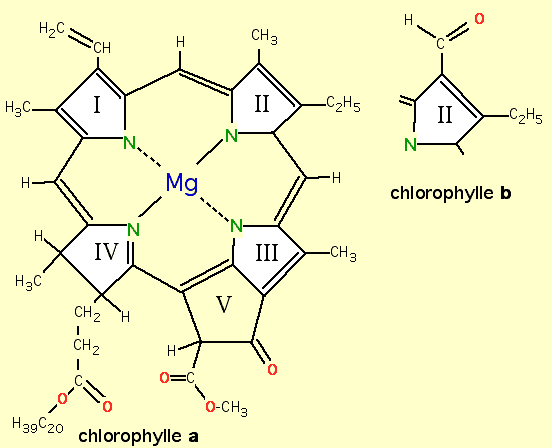 H₂C
CH
H
CH₃
H
O
C
I
II
II
H₃C
C₂H₅
C₂H₅
N
N
N
Mg
chlorophylle b
H
H
N
N
H
IV
III
CH₃
H₃C
V
CH₂
H
CH₂
H
O
C
O
C
O
O
O-CH₃
H₃₉C₂₀
chlorophylle a